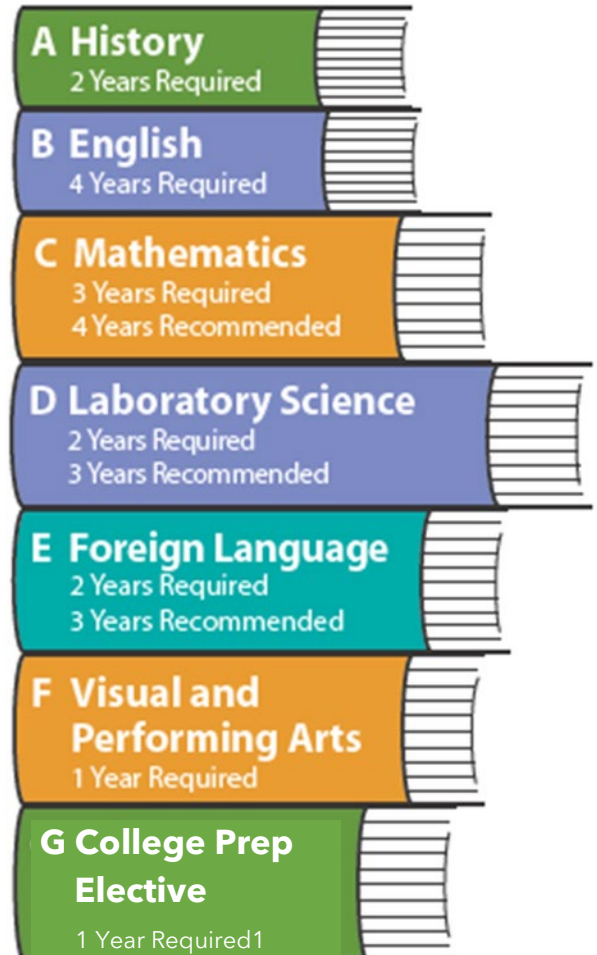 A History
2 Years Required
B English
4 Years Required
C Mathematics
3 Years Required
4 Years Recommended
D Laboratory Science
2 Years Required
3 Years Recommended
E Foreign Language
2 Years Required
3 Years Recommended
F Visual and
Performing Arts
1 Year Required
G College Prep
Elective
1 Year Required1